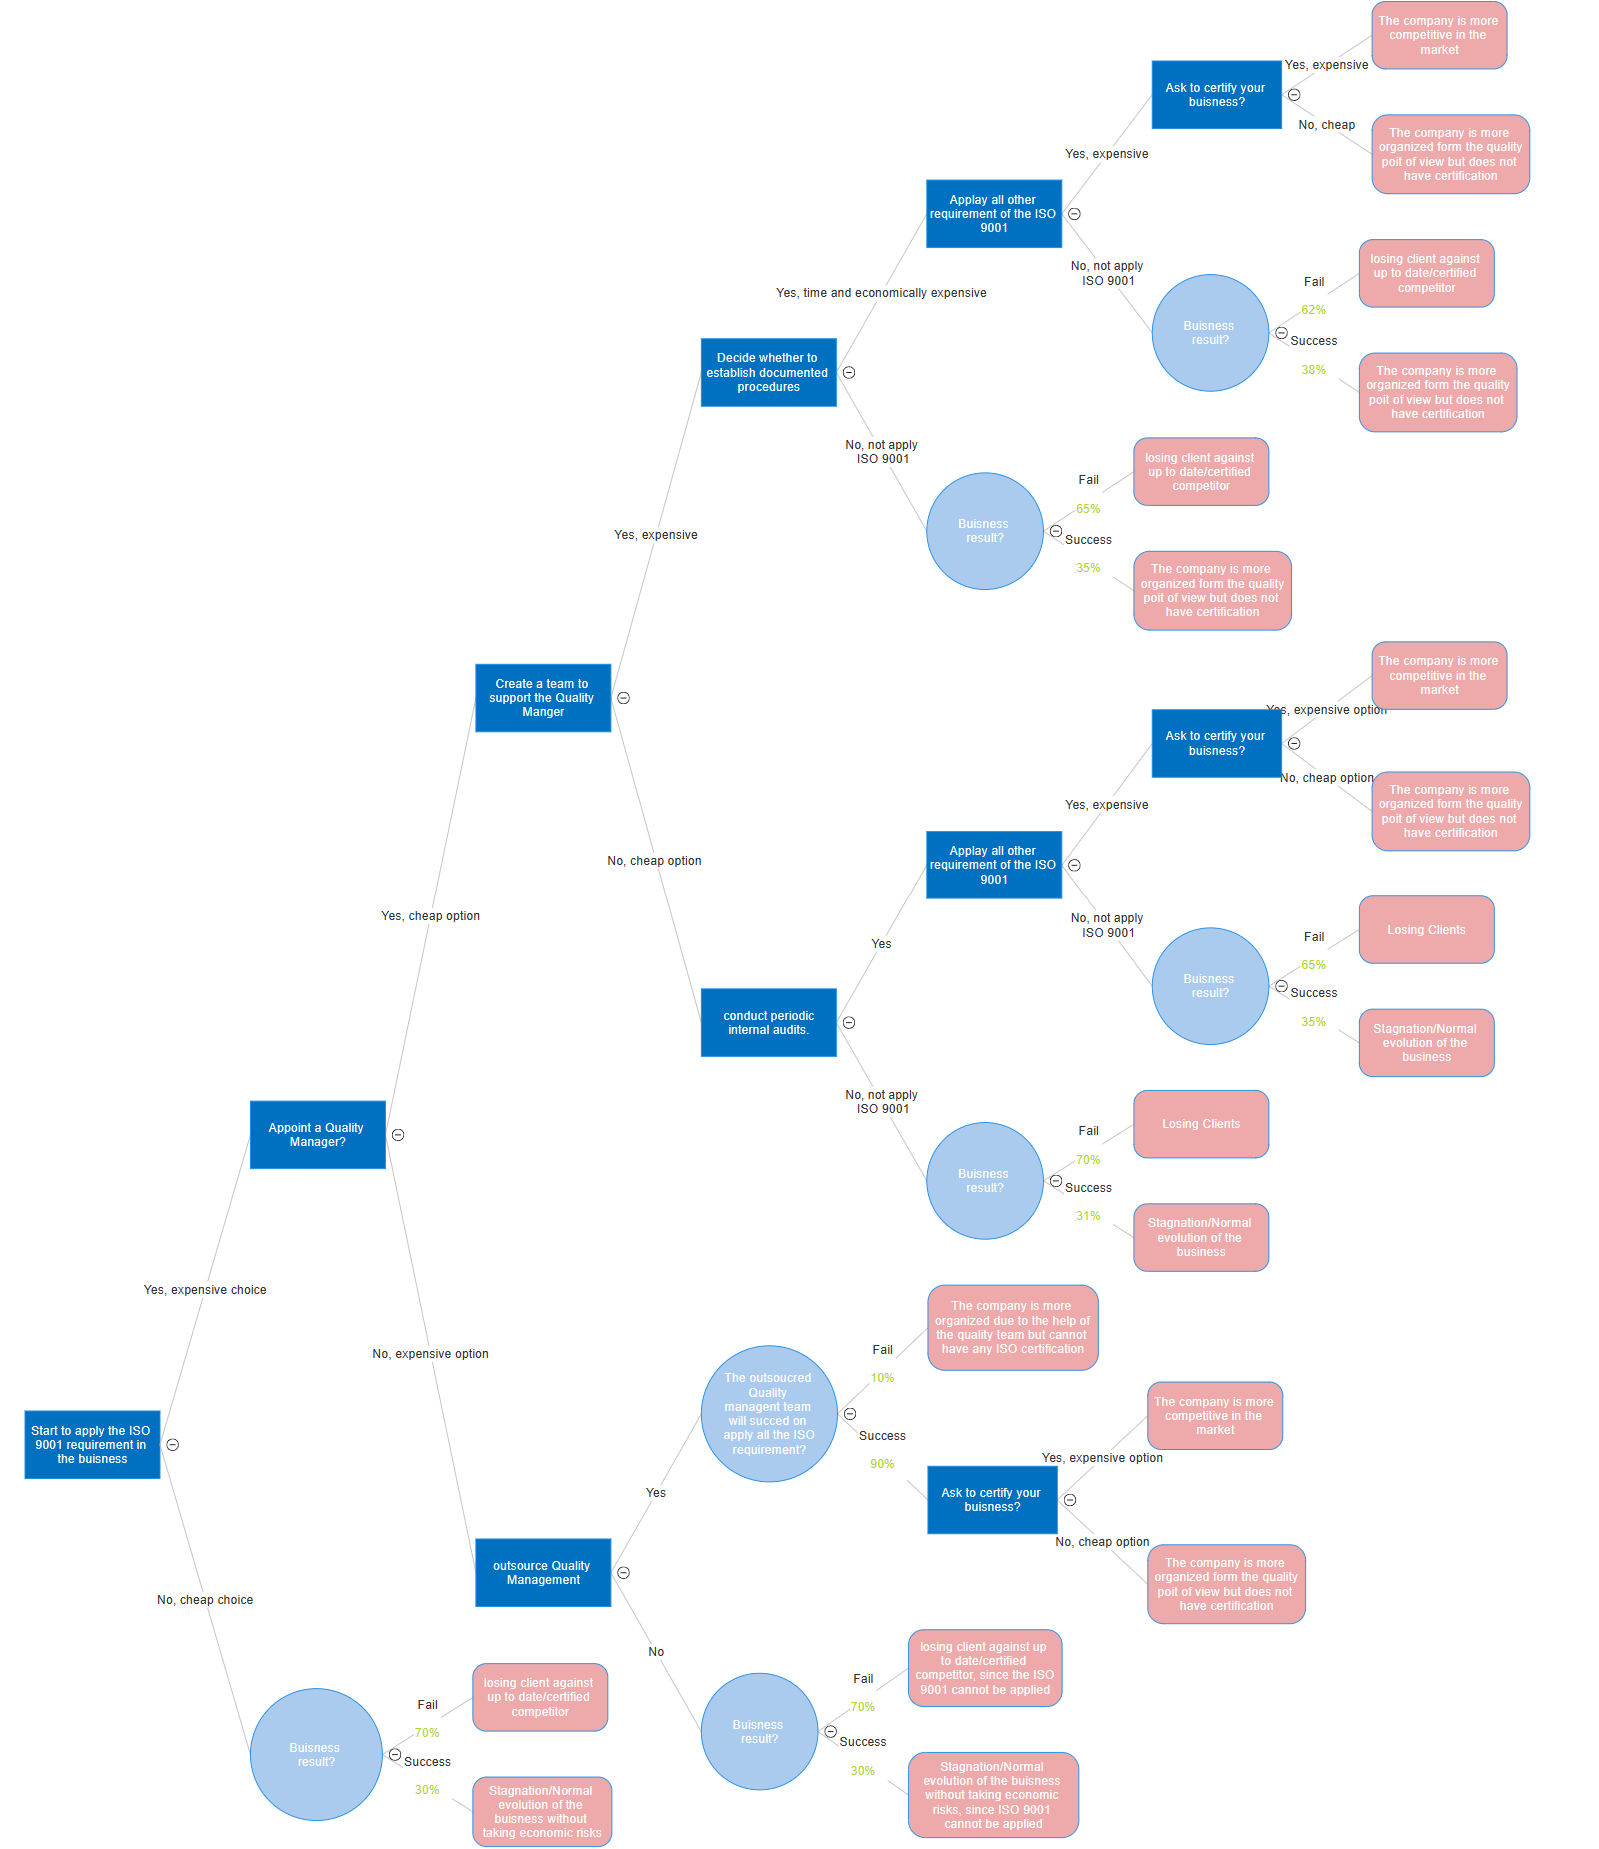 The company is more
competitive in the
market
Yes, expensive
Ask to certify your
buisness?
No, cheap
The company is more
organized form the quality
poit of view but does not
have certification
Yes, expensive
Applay all other
requirement of the ISO
9001
No, not apply
ISO 9001
losing client against
up to date/certified
competitor
Fail
62%
Buisness
result?
Success
38%
The company is more
organized form the quality
poit of view but does not
have certification
Yes, time and economically expensive
Decide whether to
establish documented
procedures
No, not apply
ISO 9001
losing client against
up to date/certified
competitor
Fail
65%
Buisness
result?
Success
35%
The company is more
organized form the quality
poit of view but does not
have certification
Yes, expensive
Create a team to
support the Quality
Manger
No, cheap option
The company is more
competitive in the
market
Yes, expensive option
Ask to certify your
buisness?
No, cheap option
The company is more
organized form the quality
poit of view but does not
have certification
Yes, expensive
Applay all other
requirement of the ISO
9001
No, not apply
ISO 9001
Losing Clients
Fail
65%
Buisness
result?
Success
35%
Stagnation/Normal
evolution of the
business
Yes
conduct periodic
internal audits.
No, not apply
ISO 9001
Losing Clients
Fail
70%
Buisness
result?
Success
31%
Stagnation/Normal
evolution of the
business
Yes, cheap option
Appoint a Quality
Manager?
No, expensive option
Yes, expensive choice
Start to apply the ISO
9001 requirement in
the buisness
No, cheap choice
The company is more
organized due to the help of
the quality team but cannot
have any ISO certification
Fail
10%
The outsoucred
Quality
managent team
will succed on
apply all the ISO
requirement?
Success
90%
The company is more
competitive in the
market
Yes, expensive option
Ask to certify your
buisness?
No, cheap option
The company is more
organized form the quality
poit of view but does not
have certification
Yes
outsource Quality
Management
No
losing client against up
to date/certified
competitor, since the ISO
9001 cannot be applied
Fail
70%
Buisness
result?
Success
30%
Stagnation/Normal
evolution of the buisness
without taking economic
risks, since ISO 9001
cannot be applied
losing client against
up to date/certified
competitor
Fail
70%
Buisness
result?
Success
30%
Stagnation/Normal
evolution of the
buisness without
taking economic risks